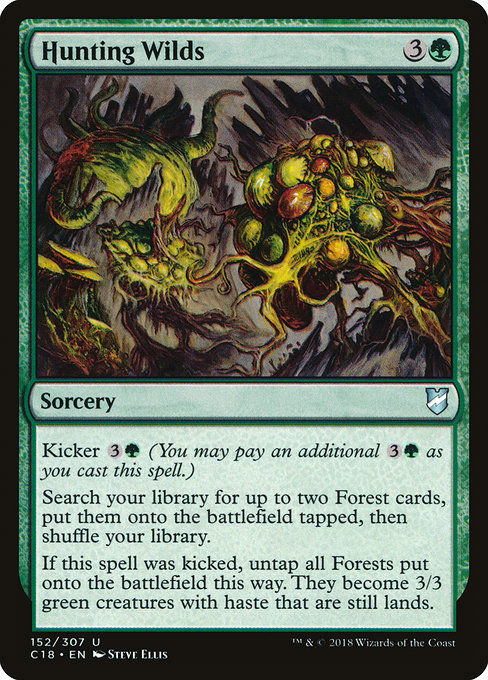 Hunting Wilds 3
Sorcery
Kicker 3 (You may pay an additional 3 as
you cast this spell.)
Search your library for up to two Forest cards,
put them onto the battlefield tapped, then
shuffle your library.
If this spell was kicked, untap all Forests put
onto the battlefield this way. They become 3/3
green creatures with haste that are still lands.
152/307 U
C18 • EN Steve Ellis
™ & © 2018 Wizards of the Coast